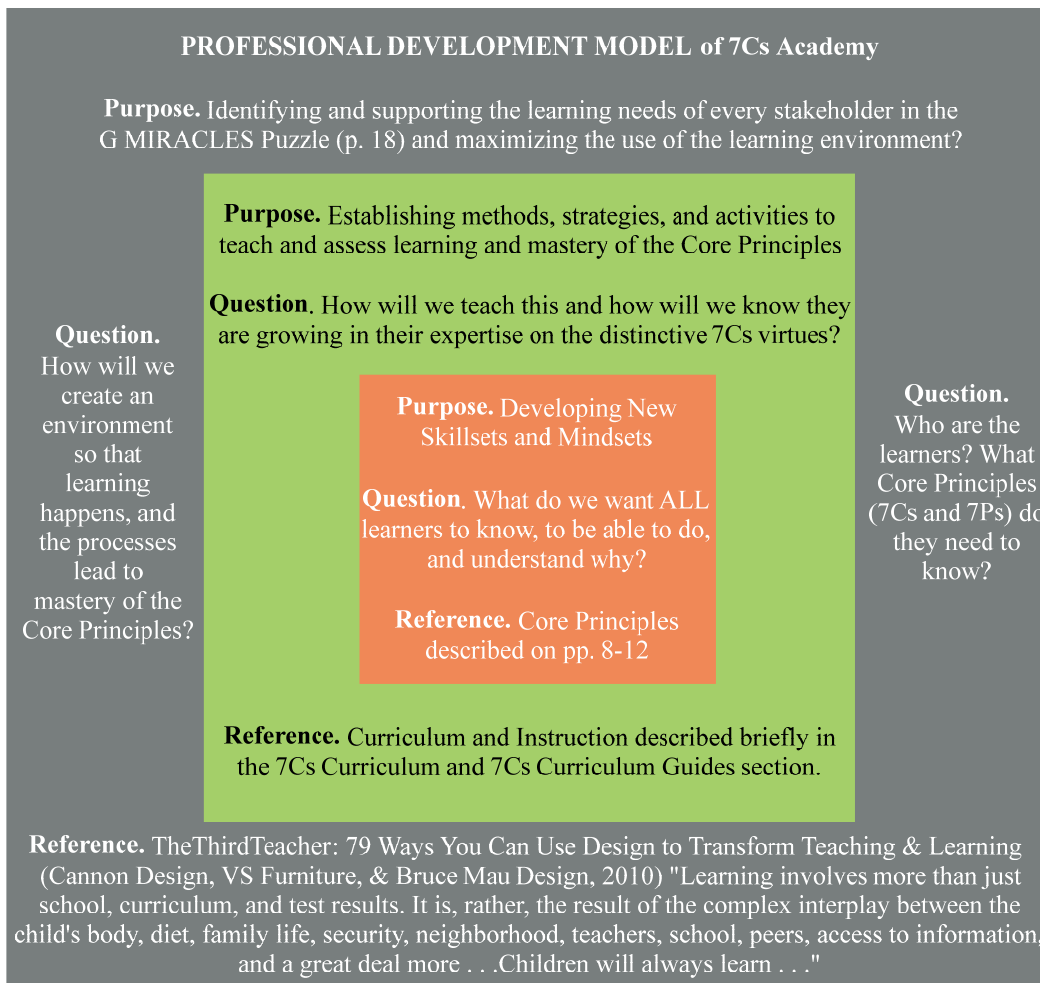 PROFESSIONAL DEVELOPMENT MODEL of 7Cs Academy
Purpose. Identifying and supporting the learning needs of every stakeholder in the
G MIRACLES Puzzle (p. 18) and maximizing the use of the learning environment?
Purpose. Establishing methods, strategies, and activities to
teach and assess learning and mastery of the Core Principles
Question. How will we teach this and how will we know they
are growing in their expertise on the distinctive 7Cs virtues?
Question.
How will we
create an
environment
so that
learning
happens, and
the processes
lead to
mastery of the
Core Principles?
Purpose. Developing New
Skillsets and Mindsets
Question. What do we want ALL
learners to know, to be able to do,
and understand why?
Reference. Core Principles
described on pp. 8-12
Question.
Who are the
learners? What
Core Principles
(7Cs and 7Ps) do
they need to
know?
Reference. Curriculum and Instruction described briefly in
the 7Cs Curriculum and 7Cs Curriculum Guides section.
Reference. TheThirdTeacher: 79 Ways You Can Use Design to Transform Teaching & Learning
(Cannon Design, VS Furniture, & Bruce Mau Design, 2010) "Learning involves more than just
school, curriculum, and test results. It is, rather, the result of the complex interplay between the
child's body, diet, family life, security, neighborhood, teachers, school, peers, access to information,
and a great deal more . . .Children will always learn . . ."